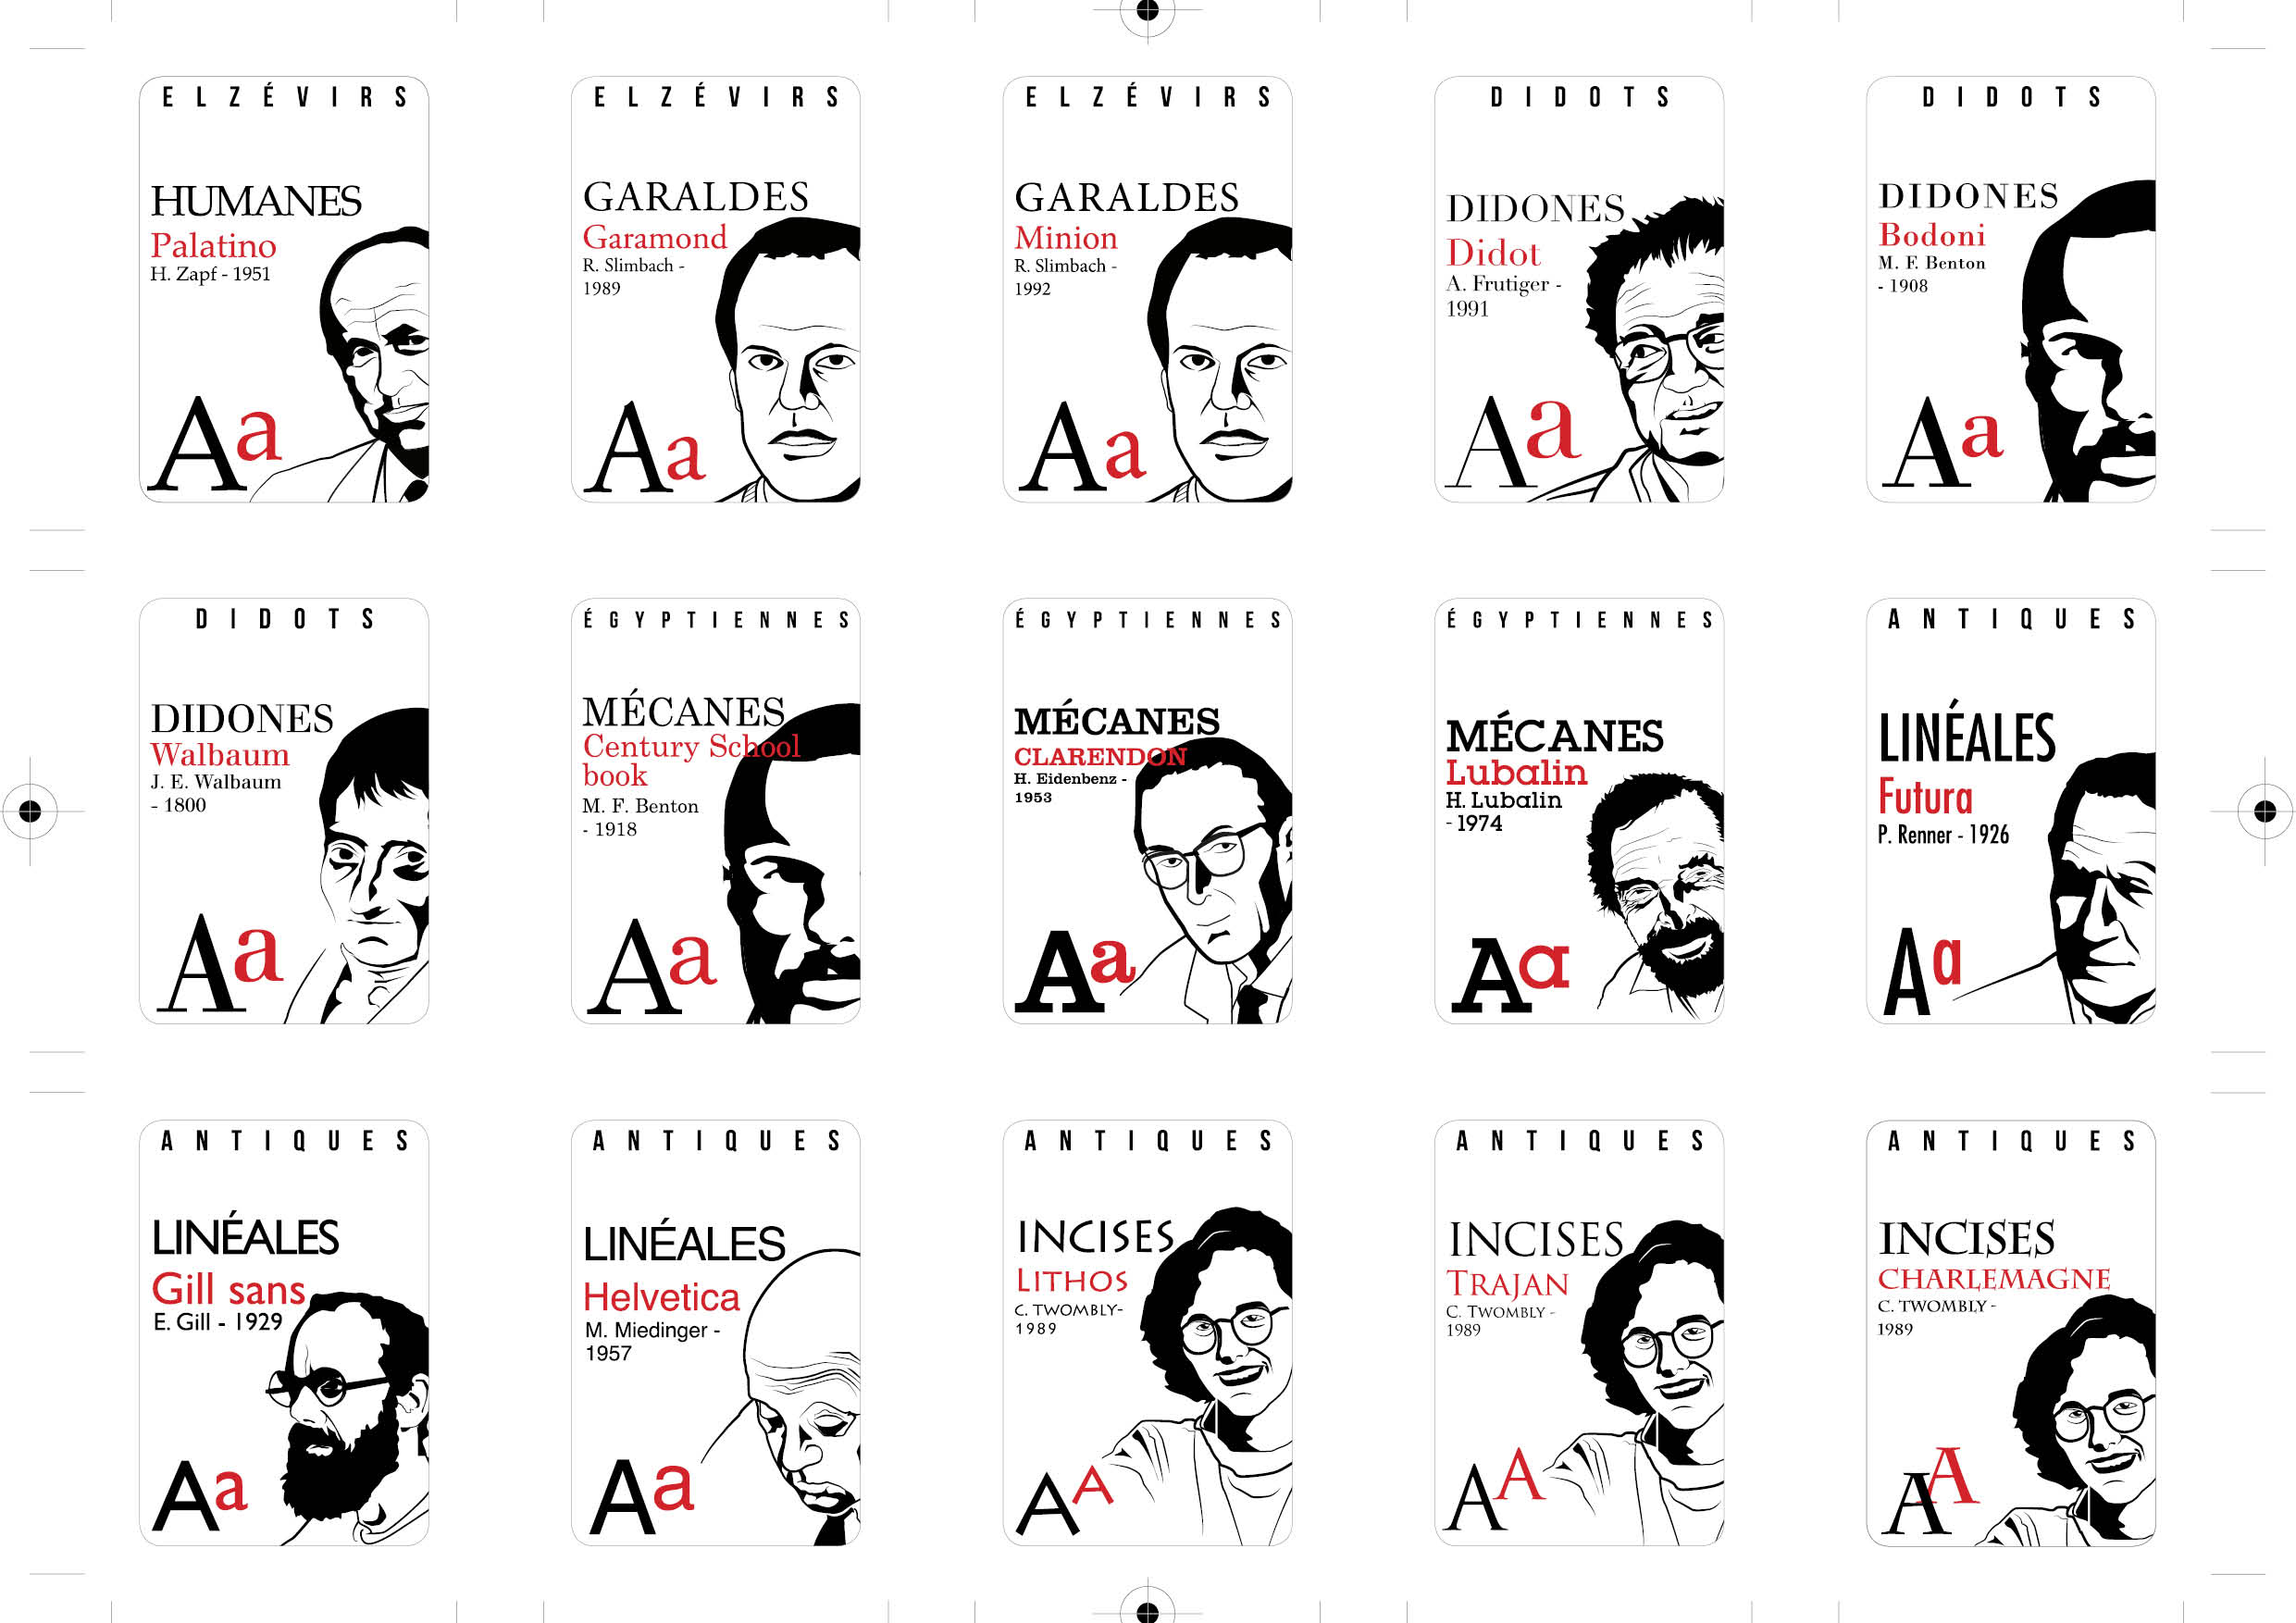 ELZÉVIRS
HUMANES
Palatino
H. Zapf - 1951
Aa
ELZÉVIRS
GARALDES
Garamond
R. Slimbach -
1989
Aa
ELZÉVIRS
GARALDES
Minion
R. Slimbach -
1992
Aa
DIDOTS
DIDONES
Didot
A. Frutiger -
1991
Aa
DIDOTS
DIDONES
Bodoni
M. F. Benton
- 1908
Aa
DIDOTS
DIDONES
Walbaum
J. E. Walbaum
- 1800
Aa
ÉGYPTIENNES
MÉCANES
Century School
book
M. F. Benton
- 1918
Aa
ÉGYPTIENNES
MÉCANES
CLARENDON
H. Eidenbenz -
1953
Aa
ÉGYPTIENNES
MÉCANES
Lubalin
H. Lubalin
- 1974
Aa
ANTIQUES
LINÉALES
Futura
P. Renner - 1926
Aa
ANTIQUES
LINÉALES
Gill sans
E. Gill - 1929
Aa
ANTIQUES
LINÉALES
Helvetica
M. Miedinger -
1957
Aa
ANTIQUES
INCISES
LITHOS
C. TWOMBLY-
1989
AA
ANTIQUES
INCISES
TRAJAN
C. TWOMBLY -
1989
AA
ANTIQUES
INCISES
CHARLEMAGNE
C. TWOMBLY -
1989
AA